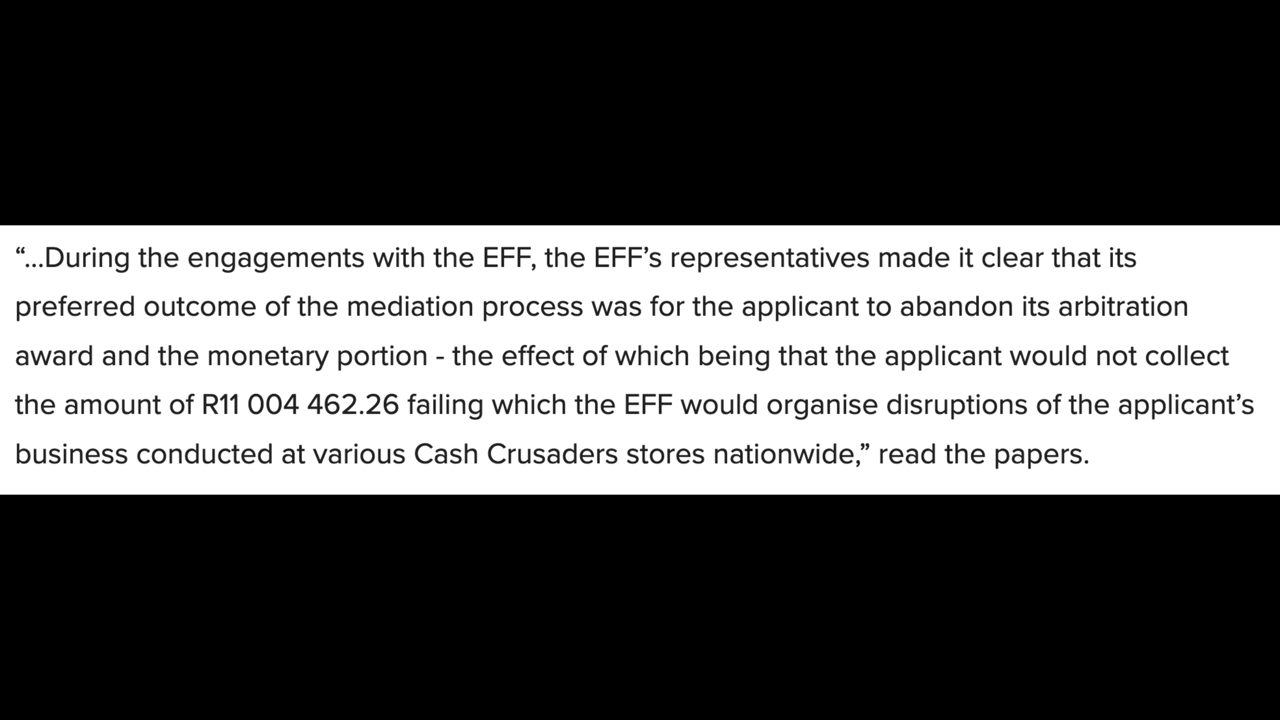 “...During the engagements with the EFF, the EFF’s representatives made it clear that its
preferred outcome of the mediation process was for the applicant to abandon its arbitration
award and the monetary portion - the effect of which being that the applicant would not collect
the amount of R11 004 462.26 failing which the EFF would organise disruptions of the applicant’s
business conducted at various Cash Crusaders stores nationwide,” read the papers.